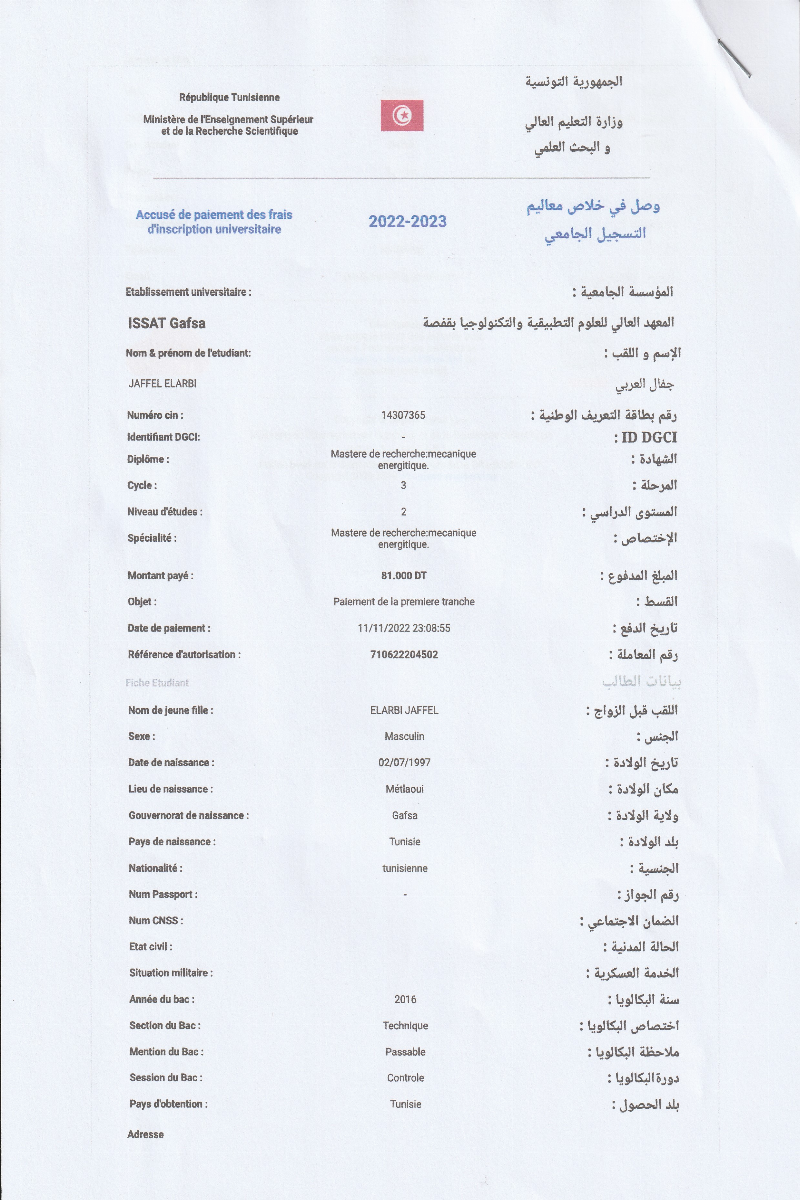 République Tunisienne
Ministère de l'Enseignement Supérieur
et de la Recherche Scientifique
الجمهورية التونسية
وزارة التعليم العالي
و البحث العلمي
Accusé de paiement des frais
d'inscription universitaire
2022-2023
وصل في خلاص معاليم
التسجيل الجامعي
Etablissement universitaire : المؤسسة الجامعية :
ISSAT Gafsa المعهد العالي للعلوم التطبيقية والتكنولوجيا بقفصة
Nom & prénom de l'etudiant: الإسم و اللقب :
JAFFEL ELARBI جفال العربي
Numéro cin : 14307365 رقم بطاقة التعريف الوطنية :
Identifiant DGCI: - ID DGCI :
Diplôme : Mastere de recherche:mecanique energitique. الشهادة :
Cycle : 3 المرحلة :
Niveau d'études : 2 المستوى الدراسي :
Spécialité : Mastere de recherche:mecanique energitique. الإختصاص :
Montant payé : 81.000 DT المبلغ المدفوع :
Objet : Paiement de la premiere tranche القسط :
Date de paiement : 11/11/2022 23:08:55 تاريخ الدفع :
Référence d'autorisation : 710622204502 رقم المعاملة :
Fiche Etudiant بيانات الطالب
Nom de jeune fille : ELARBI JAFFEL اللقب قبل الزواج :
Sexe : Masculin الجنس :
Date de naissance : 02/07/1997 تاريخ الولادة :
Lieu de naissance : Métlaoui مكان الولادة :
Gouvernorat de naissance : Gafsa ولاية الولادة :
Pays de naissance : Tunisie بلد الولادة :
Nationalité : tunisienne الجنسية :
Num Passport : - رقم الجواز :
Num CNSS : الضمان الاجتماعي :
Etat civil : الحالة المدنية :
Situation militaire : الخدمة العسكرية :
Année du bac : 2016 سنة البكالويا :
Section du Bac : Technique اختصاص البكالويا :
Mention du Bac : Passable ملاحظة البكالويا :
Session du Bac : Controle دورة البكالويا :
Pays d'obtention : Tunisie بلد الحصول :
Adresse